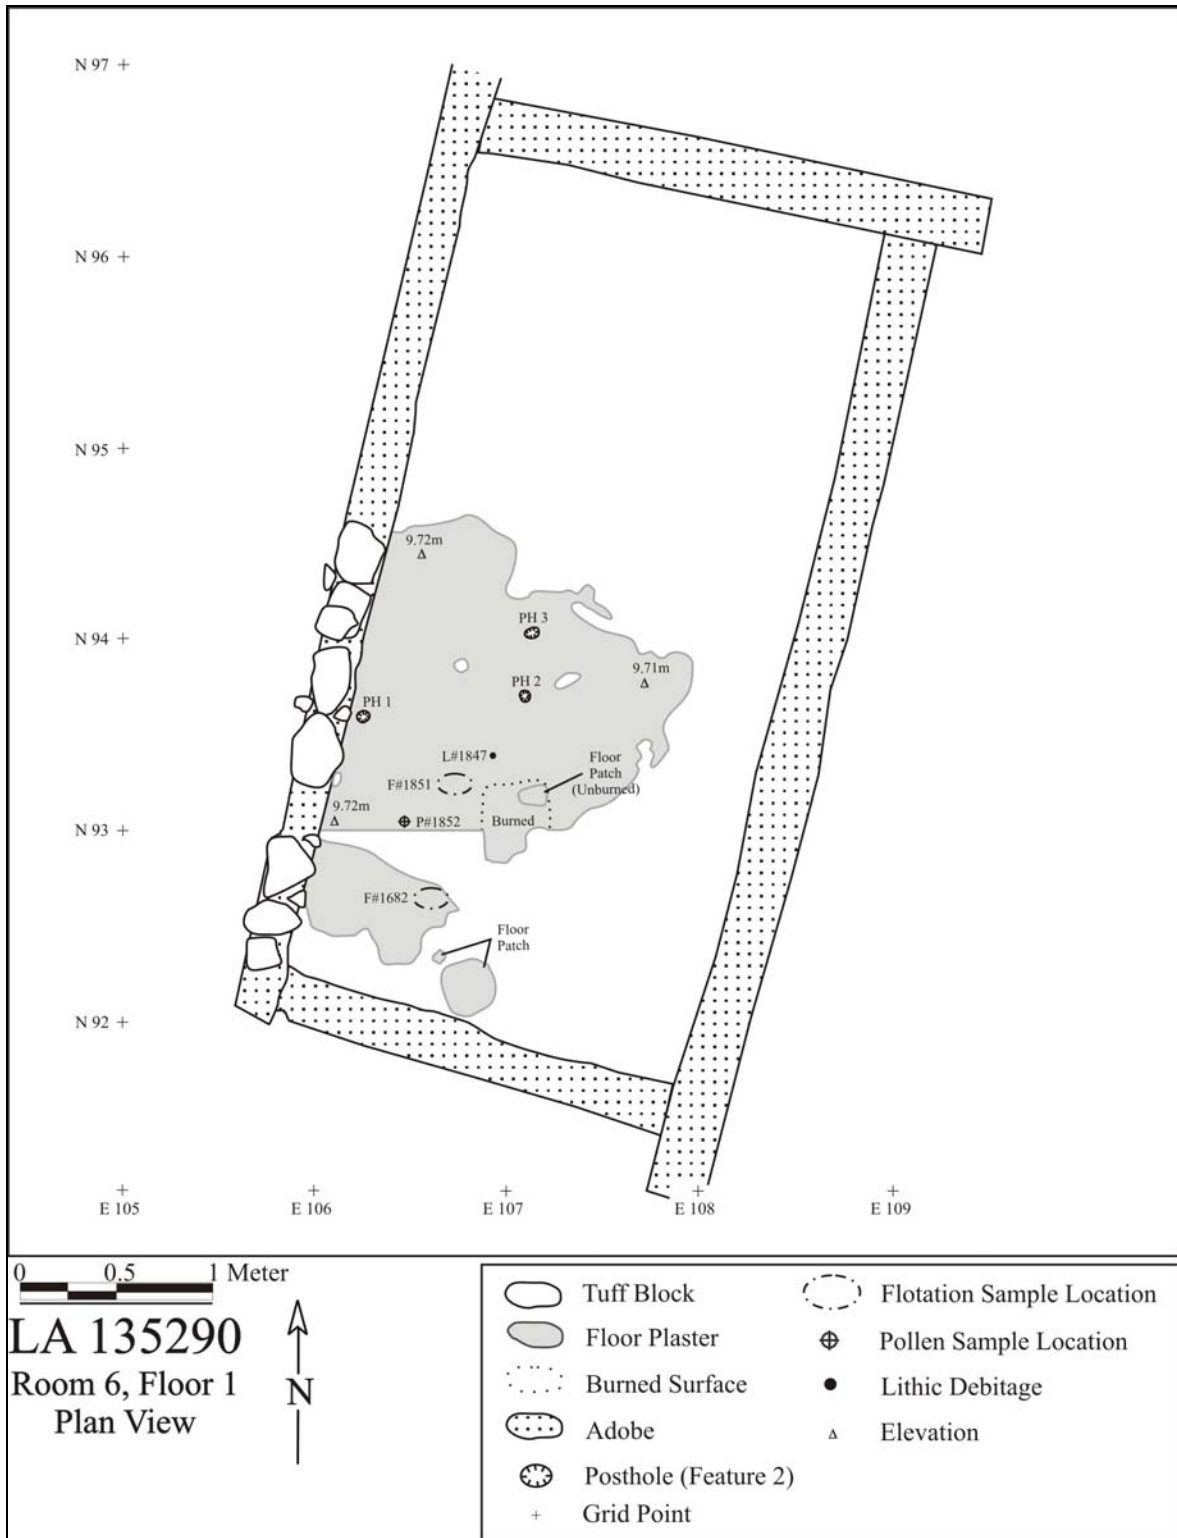 N 97
N 96
N 95
9.72m
N 94
PH 3
9.71m
PH 2
PH 1
L#1847
Floor
Patch
(Unburned)
F#1851
9.72m
P#1852
Burned
N 93
F#1682
Floor
Patch
N 92
E 105
E 106
E 107
E 108
E 109
0 0.5 1 Meter
LA 135290
Room 6, Floor 1
Plan View
N
Tuff Block
Floor Plaster
Burned Surface
Adobe
Posthole (Feature 2)
Grid Point
Flotation Sample Location
Pollen Sample Location
Lithic Debitage
Elevation